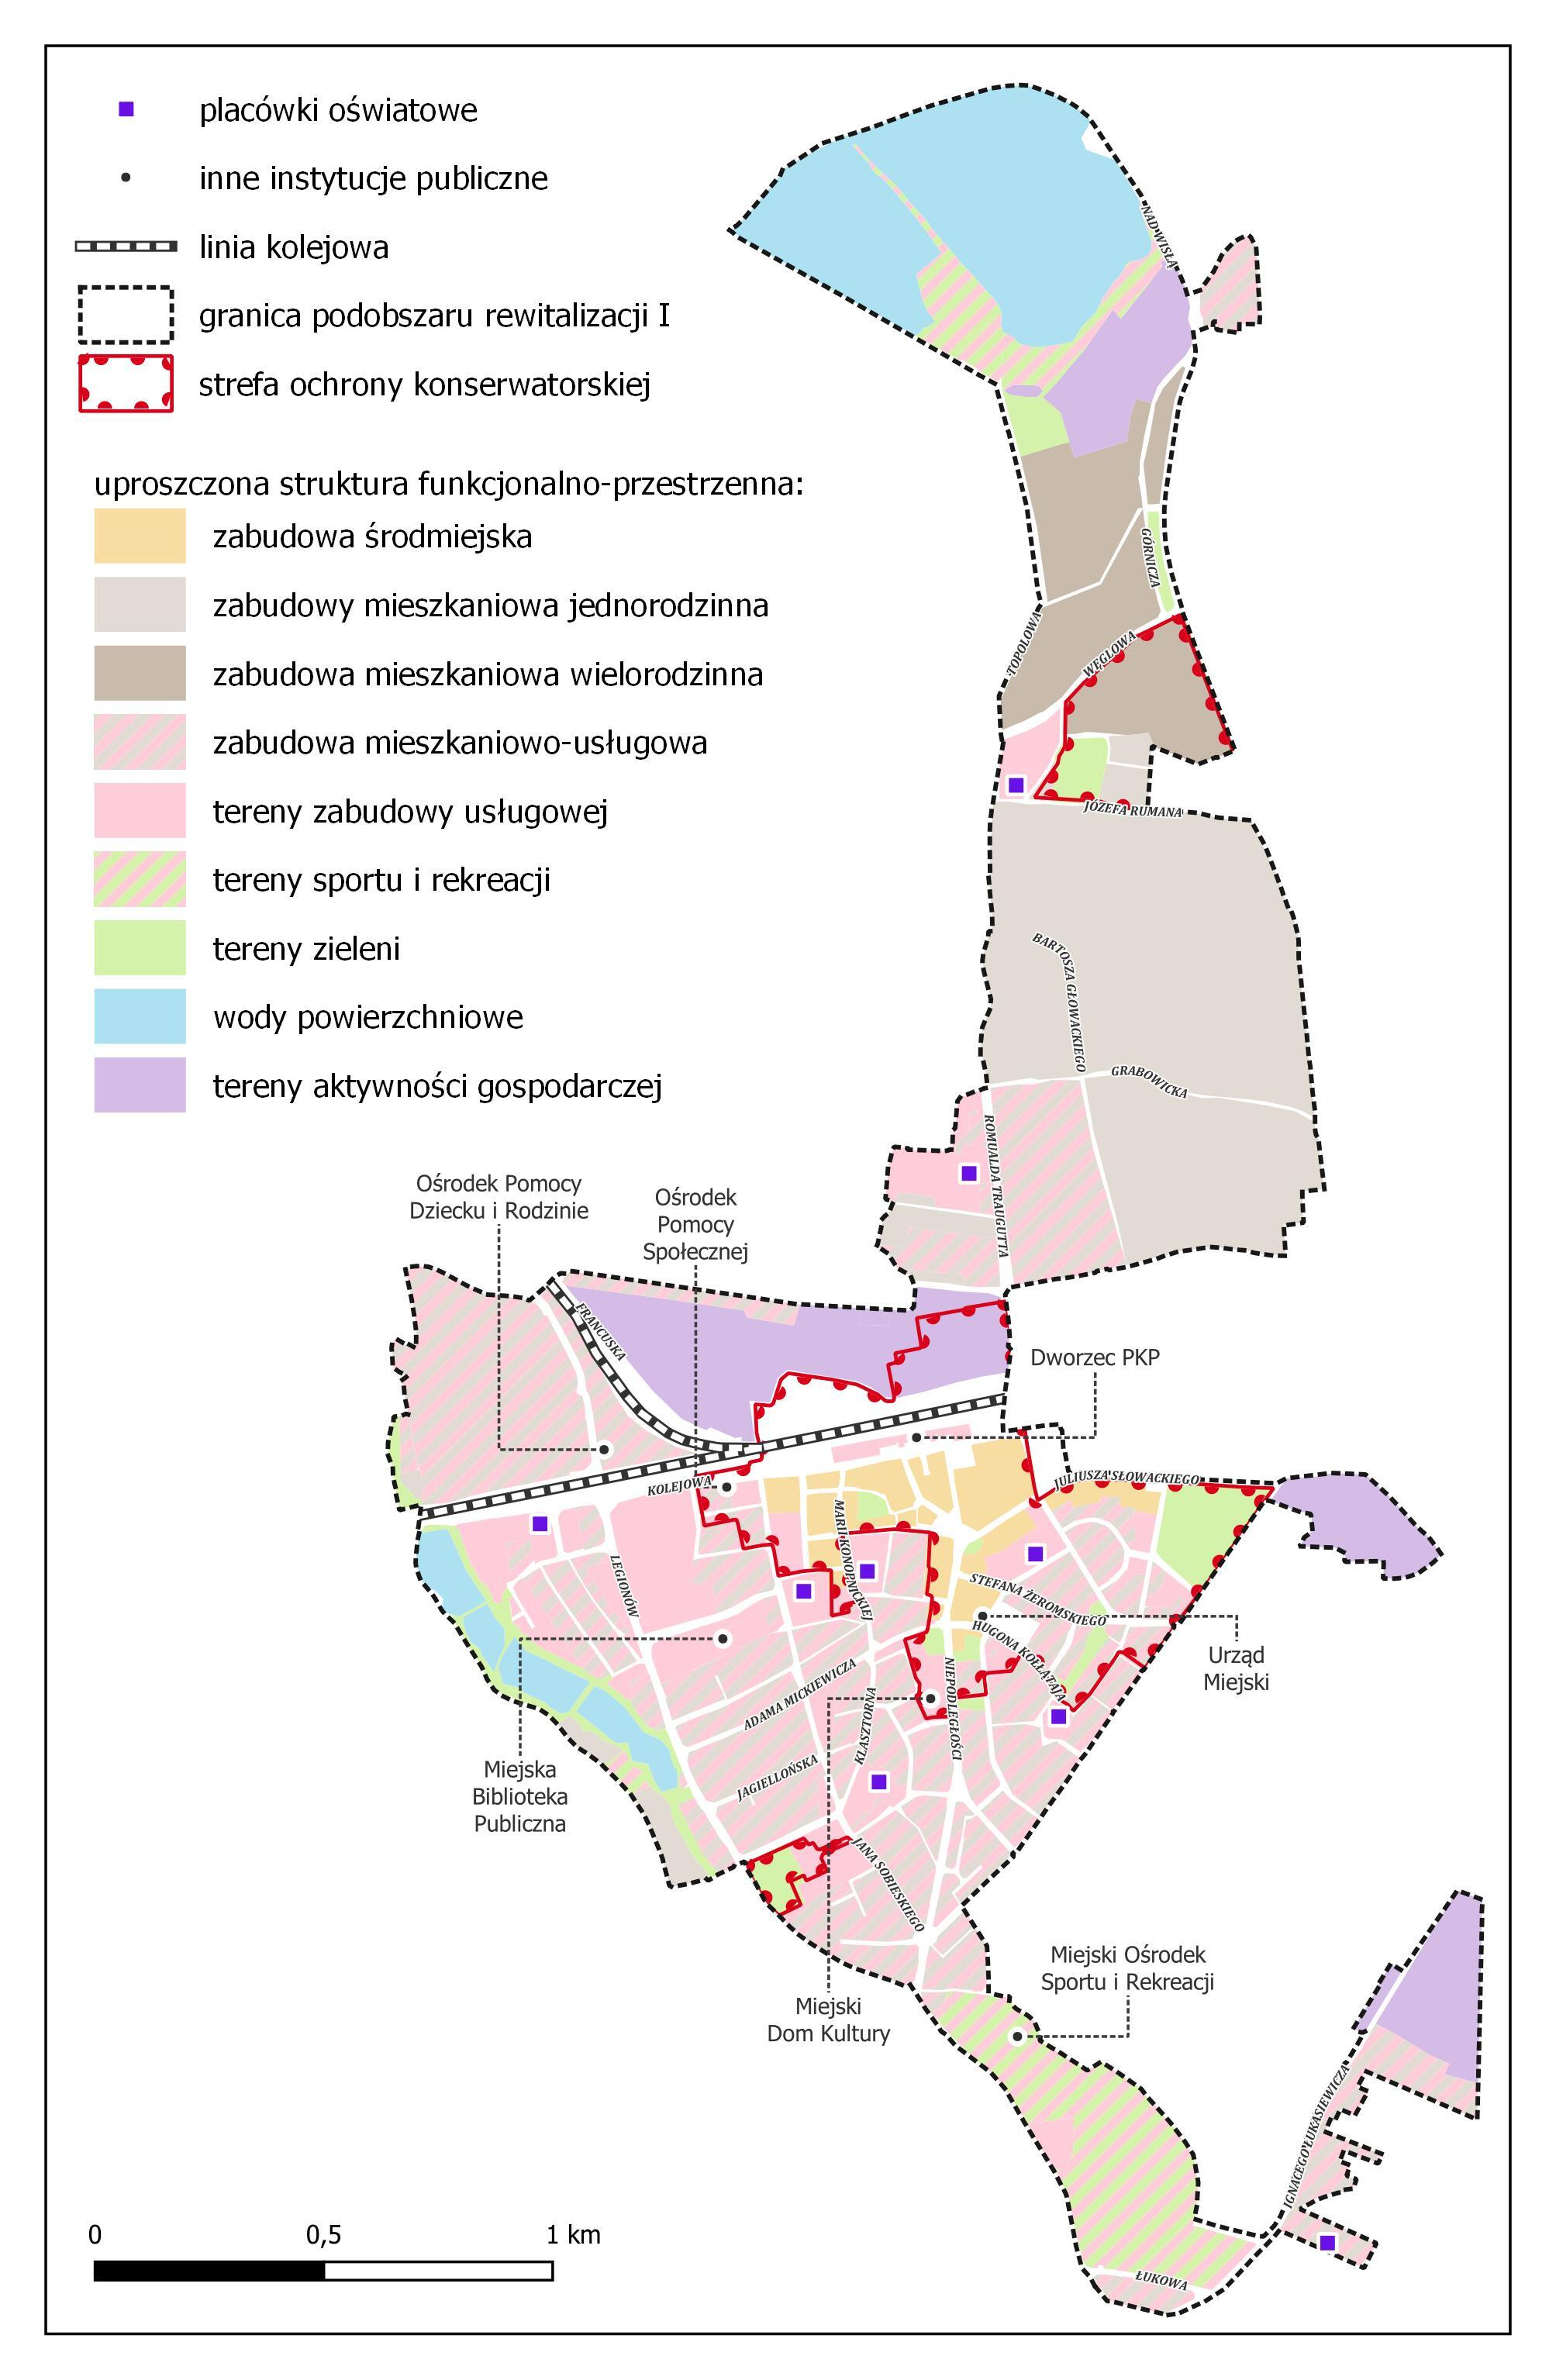 placówki oświatowe
inne instytucje publiczne
linia kolejowa
granica podobszaru rewitalizacji I
strefa ochrony konserwatorskiej
uproszczona struktura funkcjonalno-przestrzenna:
zabudowa środmiejska
zabudowy mieszkaniowa jednorodzinna
zabudowa mieszkaniowa wielorodzinna
zabudowa mieszkaniowo-usługowa
tereny zabudowy usługowej
tereny sportu i rekreacji
tereny zieleni
wody powierzchniowe
tereny aktywności gospodarczej
NAD WISŁĄ
GÓRNICZA
TOPOLOWA
WĘGLOWA
JÓZEFA RUMANA
BARTOSZA GŁOWACKIEGO
GRABOWICKA
ROMUALDA TRAUGUTTA
Ośrodek Pomocy
Dziecku i Rodzinie
Ośrodek
Pomocy
Społecznej
FRANCUSKA
Dworzec PKP
KOLEJOWA
JULIUSZA SŁOWACKIEGO
MARII KONOPNICKIEJ
LEGIONÓW
STEFANA ŻEROMSKIEGO
HUGONA KOŁŁĄTAJA
Urząd
Miejski
NIEPODLEGŁOŚCI
ADAMA MICKIEWICZA
KLASZTORNA
JAGIELLOŃSKA
Miejska
Biblioteka
Publiczna
JANA SOBIESKIEGO
Miejski
Dom Kultury
Miejski Ośrodek
Sportu i Rekreacji
IGNACEGO ŁUKASIEWICZA
ŁUKOWA
0 0,5 1 km